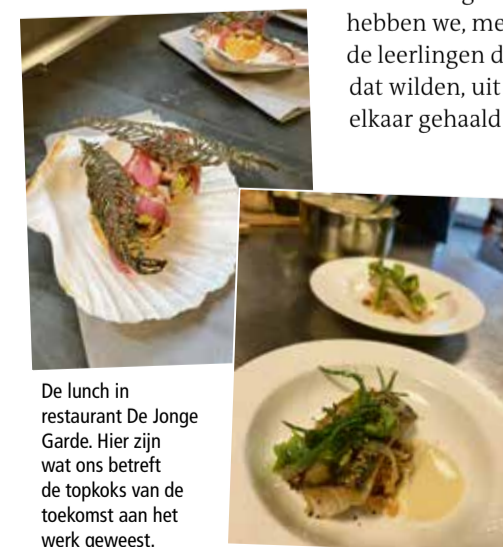 hebben we, me
de leerlingen d
dat wilden, uit
elkaar gehaald
De lunch in
restaurant De Jonge
Garde. Hier zijn
wat ons betreft
de topkoks van de
toekomst aan het
werk geweest.